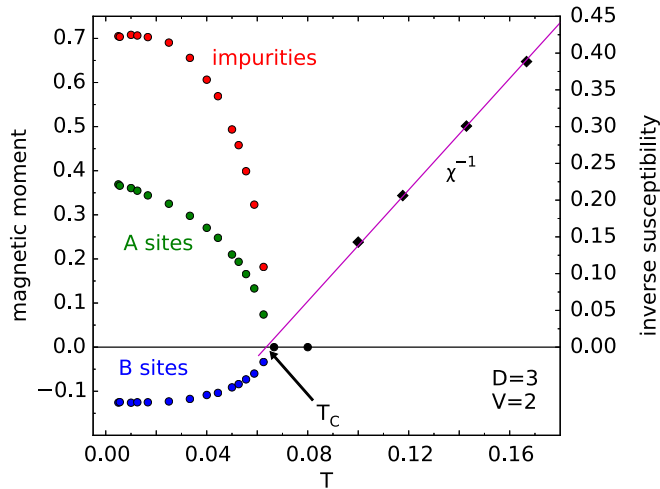 0.7
0.6
0.5
0.4
0.3
0.2
0.1
0.0
−0.1
magnetic moment
impurities
A sites
B sites
χ⁻¹
T_C
D=3
V=2
0.45
0.40
0.35
0.30
0.25
0.20
0.15
0.10
0.05
0.00
inverse susceptibility
0.00
0.04
0.08
0.12
0.16
T